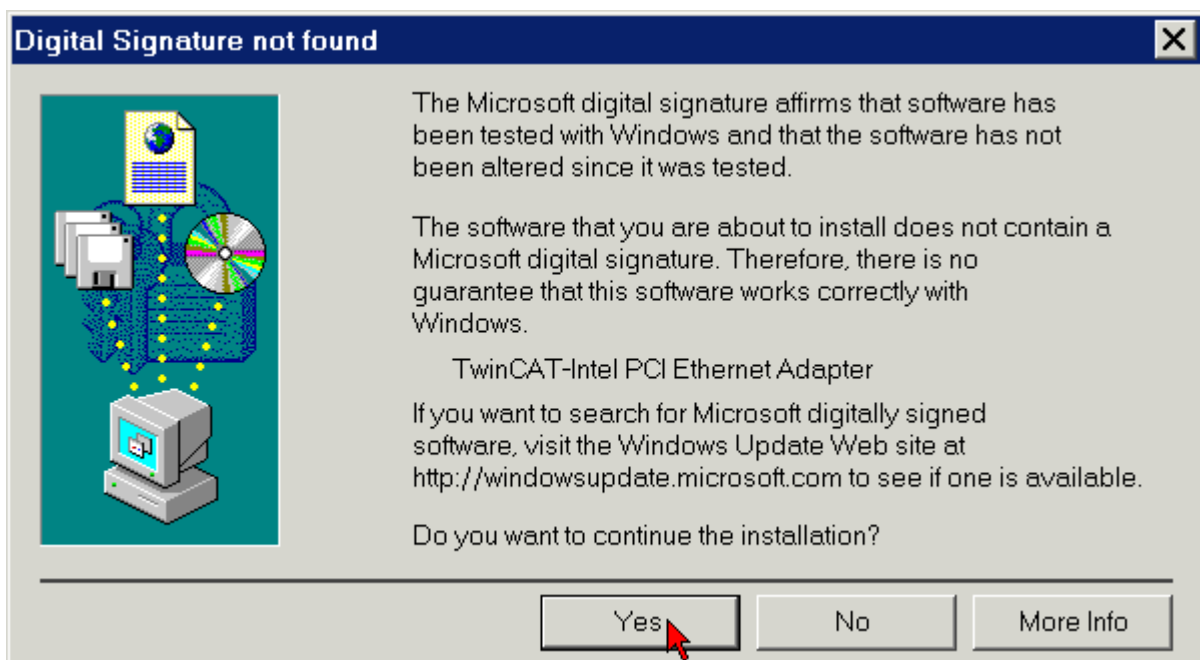 Digital Signature not found
The Microsoft digital signature affirms that software has
been tested with Windows and that the software has not
been altered since it was tested.
The software that you are about to install does not contain a
Microsoft digital signature. Therefore, there is no
guarantee that this software works correctly with
Windows.
TwinCAT-Intel PCI Ethernet Adapter
If you want to search for Microsoft digitally signed
software, visit the Windows Update Web site at
http://windowsupdate.microsoft.com to see if one is available.
Do you want to continue the installation?
Yes
No
More Info